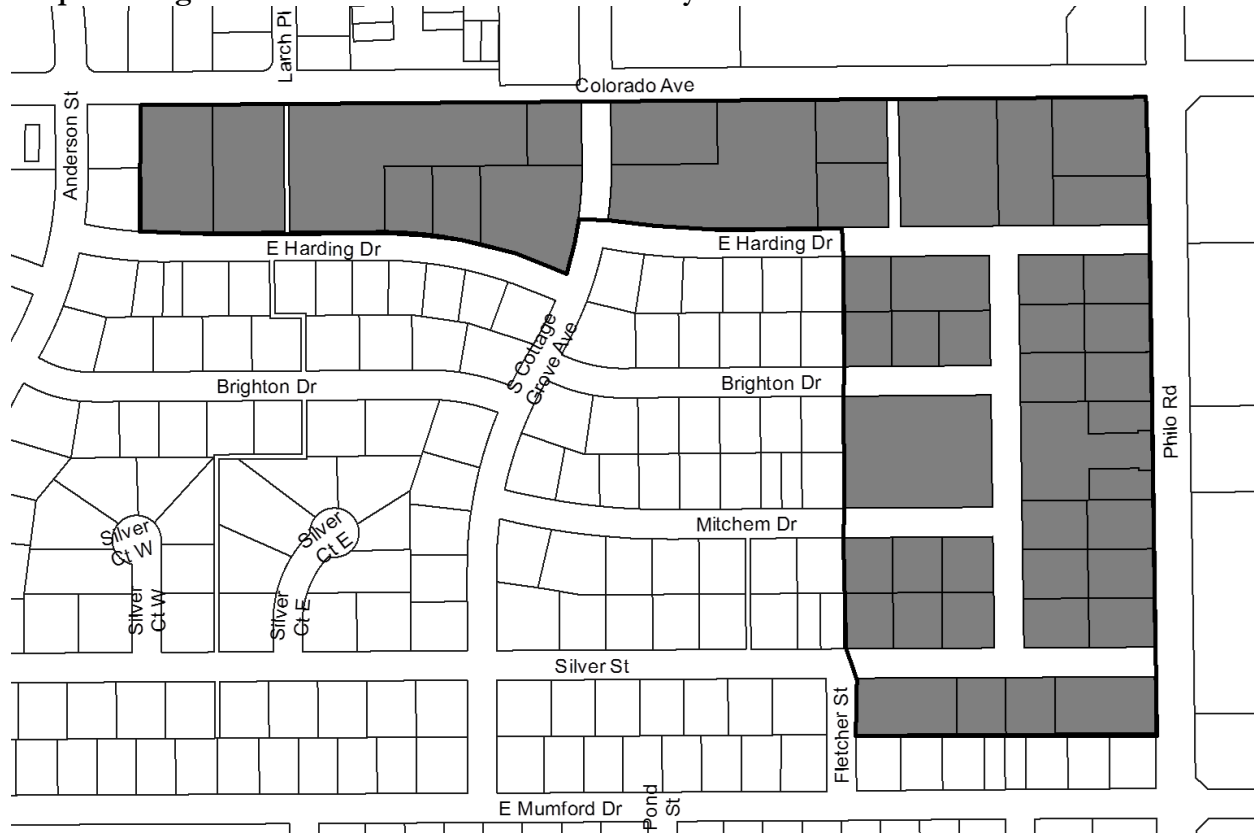 Larch Pl
Colorado Ave
Anderson St
E Harding Dr
E Harding Dr
S Cottage
Grove Ave
Brighton Dr
Brighton Dr
Philo Rd
Mitchem Dr
Silver
Ct W
Silver
Ct E
Silver
Ct W
Silver
Ct E
Silver St
Fletcher St
E Mumford Dr
Pond
St